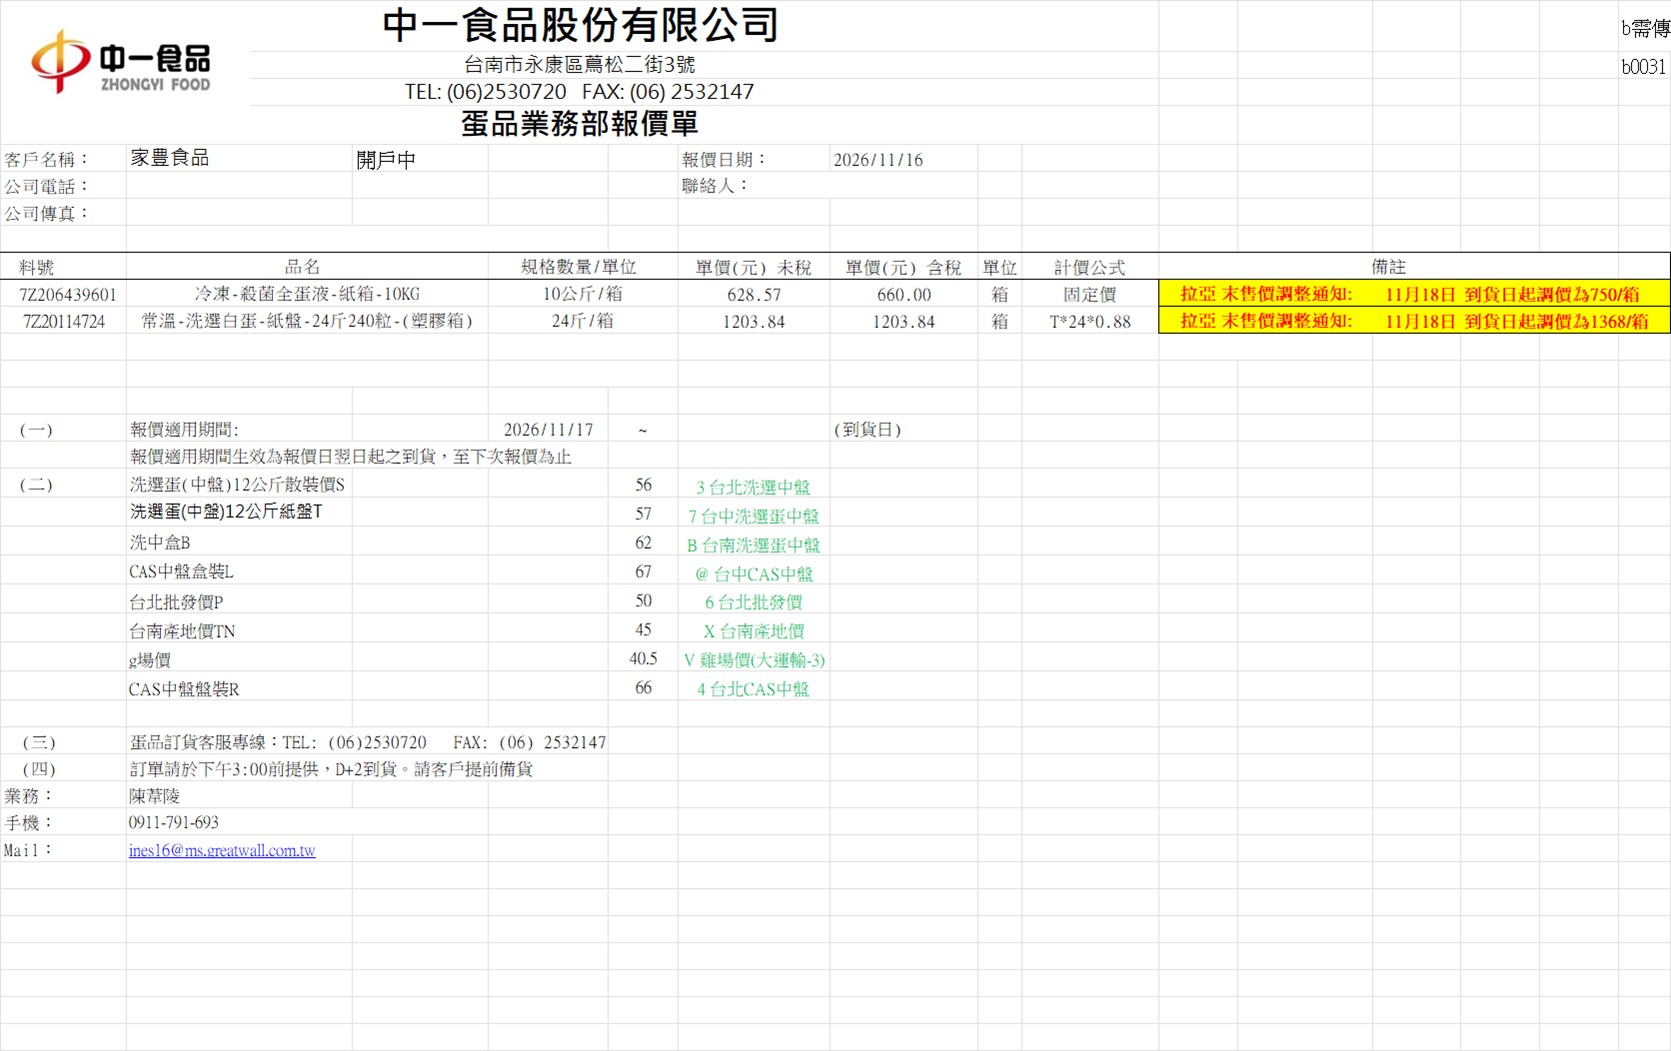 中一食品股份有限公司
b需傳
中一食品
ZHONGYI FOOD
台南市永康區蔦松二街3號
b0031
TEL: (06)2530720 FAX: (06) 2532147
蛋品業務部報價單
客戶名稱： 家豊食品 開戶中 報價日期： 2026/11/16
公司電話： 聯絡人：
公司傳真：
料號 品名 規格數量/單位 單價(元) 未稅 單價(元) 含稅 單位 計價公式 備註
7Z206439601 冷凍-殺菌全蛋液-紙箱-10KG 10公斤/箱 628.57 660.00 箱 固定價 拉亞 末售價調整通知: 11月18日 到貨日起調價為750/箱
7Z20114724 常溫-洗選白蛋-紙盤-24斤240粒-(塑膠箱) 24斤/箱 1203.84 1203.84 箱 T*24*0.88 拉亞 末售價調整通知: 11月18日 到貨日起調價為1368/箱
(一) 報價適用期間: 2026/11/17 ~ (到貨日)
報價適用期間生效為報價日翌日起之到貨，至下次報價為止
(二) 洗選蛋(中盤)12公斤散裝價S 56 3 台北洗選中盤
洗選蛋(中盤)12公斤紙盤T 57 7 台中洗選蛋中盤
洗中盒B 62 B 台南洗選蛋中盤
CAS中盤盒裝L 67 @ 台中CAS中盤
台北批發價P 50 6 台北批發價
台南產地價TN 45 X 台南產地價
g場價 40.5 V 雞場價(大運輸-3)
CAS中盤盤裝R 66 4 台北CAS中盤
(三) 蛋品訂貨客服專線：TEL: (06)2530720 FAX: (06) 2532147
(四) 訂單請於下午3:00前提供，D+2到貨。請客戶提前備貨
業務： 陳葦陵
手機： 0911-791-693
Mail： ines16@ms.greatwall.com.tw